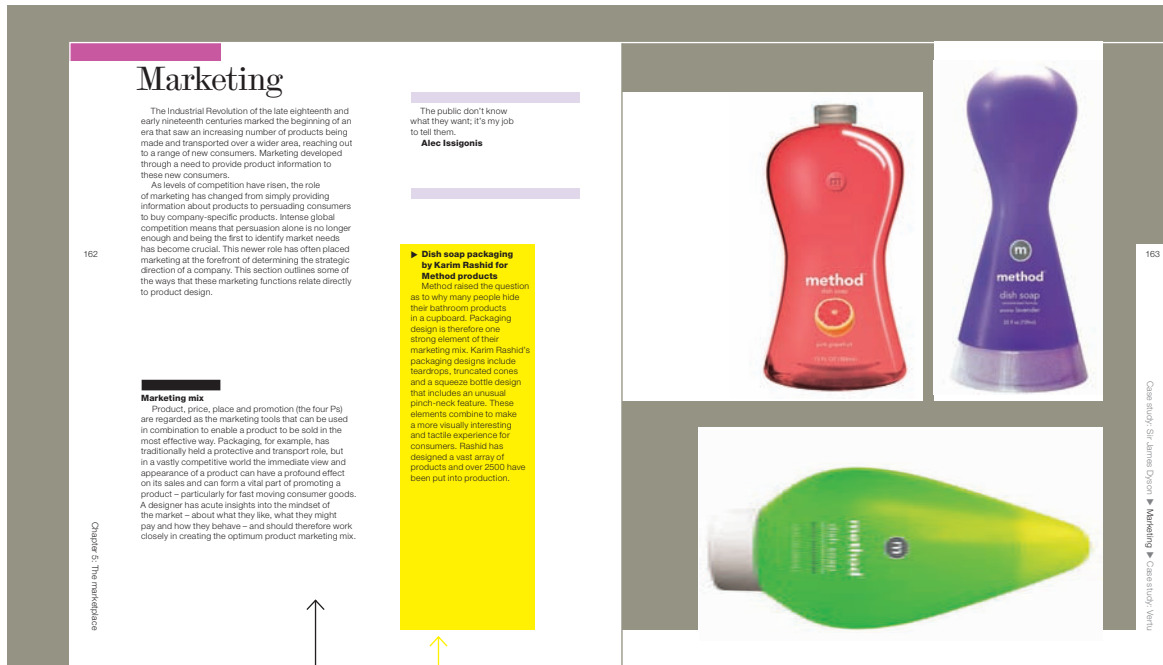 Marketing
The Industrial Revolution of the late eighteenth and
early nineteenth centuries marked the beginning of an
era that saw an increasing number of products being
made and transported over a wider area, reaching out
to a range of new consumers. Marketing developed
through a need to provide product information to
these new consumers.
As levels of competition have risen, the role
of marketing has changed from simply providing
information about products to persuading consumers
to buy company-specific products. Intense global
competition means that persuasion alone is no longer
enough and being the first to identify market needs
has become crucial. This newer role has often placed
marketing at the forefront of determining the strategic
direction of a company. This section outlines some of
the ways that these marketing functions relate directly
to product design.
162
Marketing mix
Product, price, place and promotion (the four Ps)
are regarded as the marketing tools that can be used
in combination to enable a product to be sold in the
most effective way. Packaging, for example, has
traditionally held a protective and transport role, but
in a vastly competitive world the immediate view and
appearance of a product can have a profound effect
on its sales and can form a vital part of promoting a
product – particularly for fast moving consumer goods.
A designer has acute insights into the mindset of
the market – about what they like, what they might
pay and how they behave – and should therefore work
closely in creating the optimum product marketing mix.
Chapter 5: The marketplace
The public don't know
what they want; it's my job
to tell them.
Alec Issigonis
▶ Dish soap packaging
by Karim Rashid for
Method products
Method raised the question
as to why many people hide
their bathroom products
in a cupboard. Packaging
design is therefore one
strong element of their
marketing mix. Karim Rashid's
packaging designs include
teardrops, truncated cones
and a squeeze bottle design
that includes an unusual
pinch-neck feature. These
elements combine to make
a more visually interesting
and tactile experience for
consumers. Rashid has
designed a vast array of
products and over 2500 have
been put into production.
m
method
dish soap
pink grapefruit
m
method
dish soap
lavender
m
method
dish soap
163
Case study: Sir James Dyson ▶ Marketing ▶ Case study: Vertu